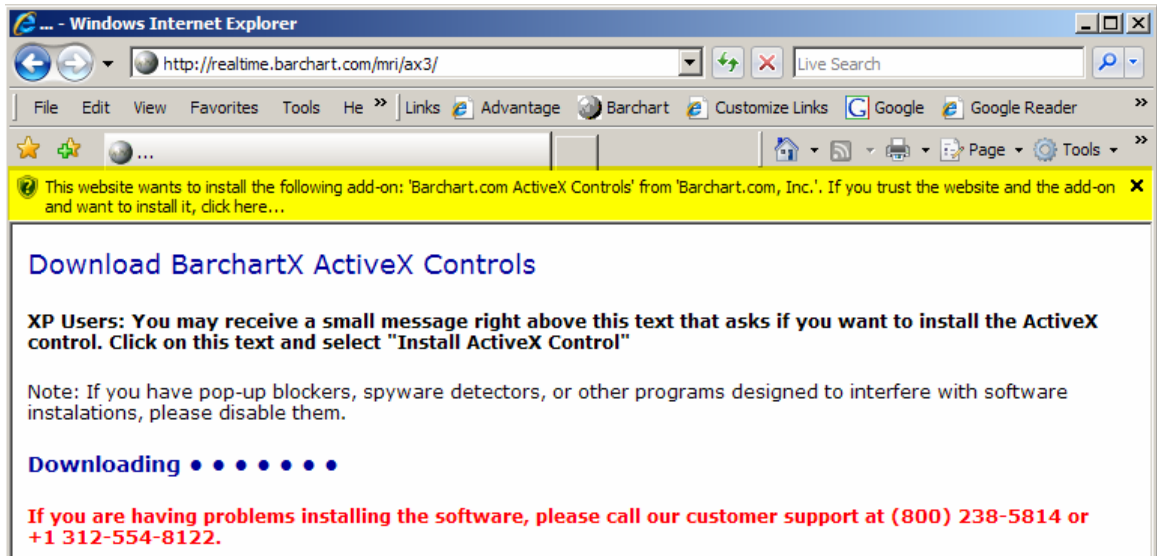 ... - Windows Internet Explorer
http://realtime.barchart.com/mri/ax3/
Live Search
File Edit View Favorites Tools He » Links Advantage Barchart Customize Links Google Google Reader »
... Page Tools »
This website wants to install the following add-on: 'Barchart.com ActiveX Controls' from 'Barchart.com, Inc.'. If you trust the website and the add-on
and want to install it, click here...
Download BarchartX ActiveX Controls
XP Users: You may receive a small message right above this text that asks if you want to install the ActiveX
control. Click on this text and select "Install ActiveX Control"
Note: If you have pop-up blockers, spyware detectors, or other programs designed to interfere with software
instalations, please disable them.
Downloading • • • • • • •
If you are having problems installing the software, please call our customer support at (800) 238-5814 or
+1 312-554-8122.